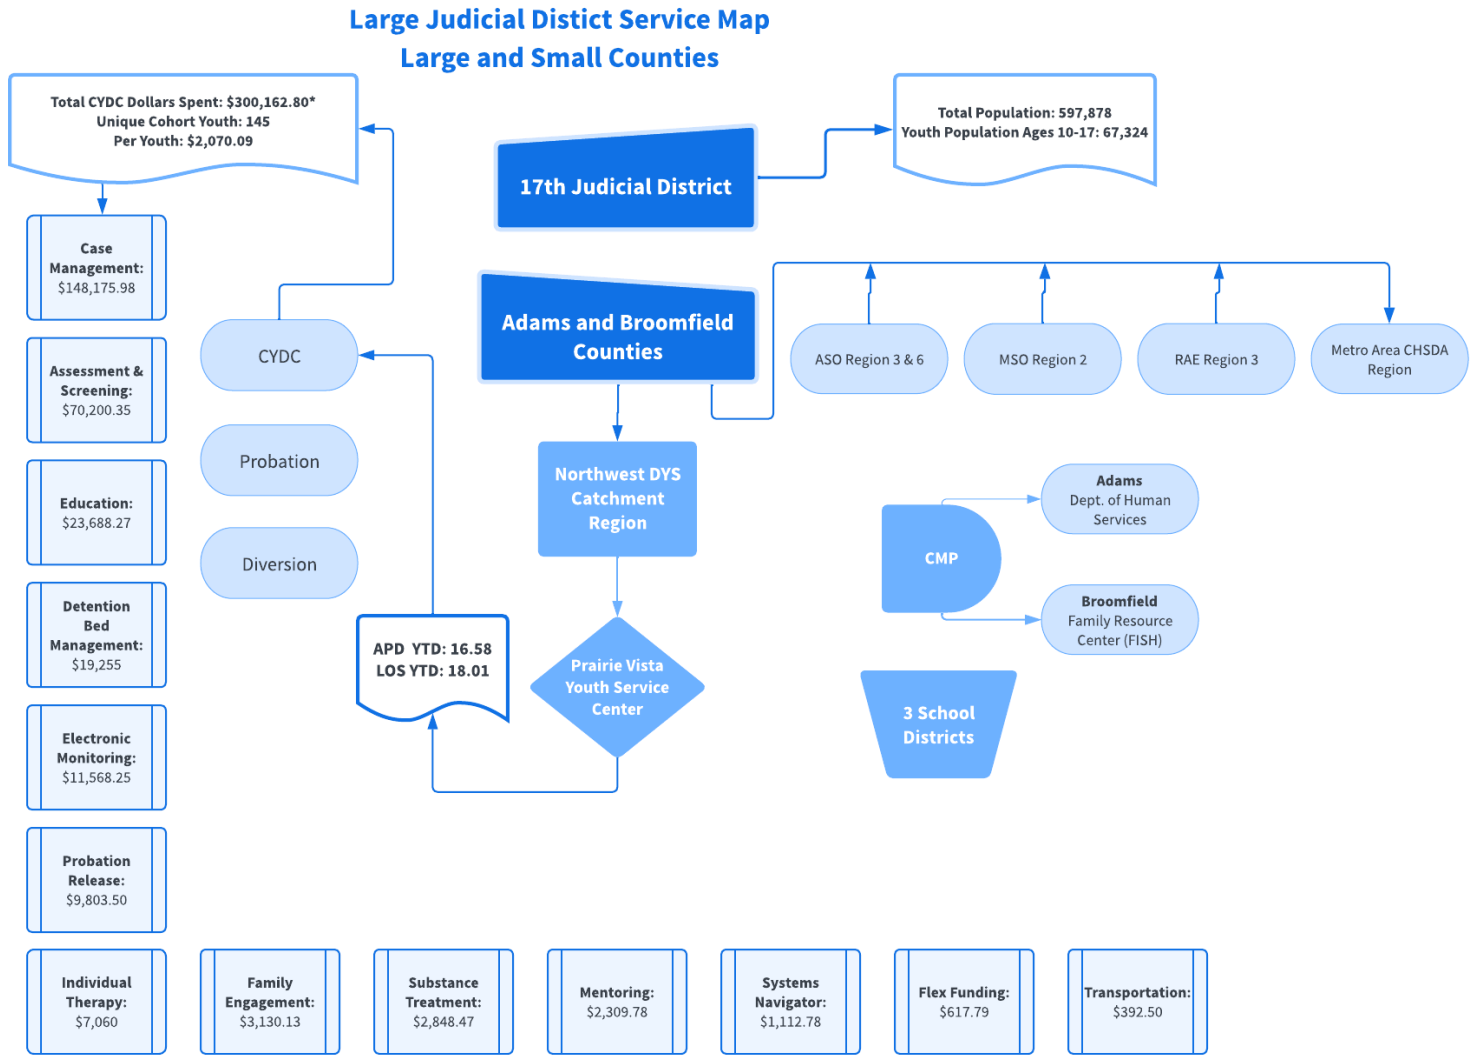 Large Judicial Distict Service Map
Large and Small Counties
Total CYDC Dollars Spent: $300,162.80*
Unique Cohort Youth: 145
Per Youth: $2,070.09
17th Judicial District
Total Population: 597,878
Youth Population Ages 10-17: 67,324
Adams and Broomfield
Counties
ASO Region 3 & 6
MSO Region 2
RAE Region 3
Metro Area CHSDA
Region
Case
Management:
$148,175.98
Assessment &
Screening:
$70,200.35
Education:
$23,688.27
Detention
Bed
Management:
$19,255
Electronic
Monitoring:
$11,568.25
Probation
Release:
$9,803.50
CYDC
Probation
Diversion
APD  YTD: 16.58
LOS YTD: 18.01
Northwest DYS
Catchment
Region
Prairie Vista
Youth Service
Center
CMP
Adams
Dept. of Human
Services
Broomfield
Family Resource
Center (FISH)
3 School
Districts
Individual
Therapy:
$7,060
Family
Engagement:
$3,130.13
Substance
Treatment:
$2,848.47
Mentoring:
$2,309.78
Systems
Navigator:
$1,112.78
Flex Funding:
$617.79
Transportation:
$392.50